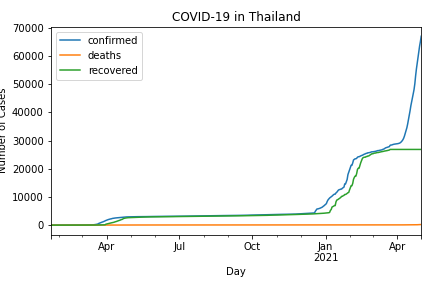 COVID-19 in Thailand
confirmed
deaths
recovered
Number of Cases
70000
60000
50000
40000
30000
20000
10000
0
Apr
Jul
Oct
Jan
2021
Apr
Day